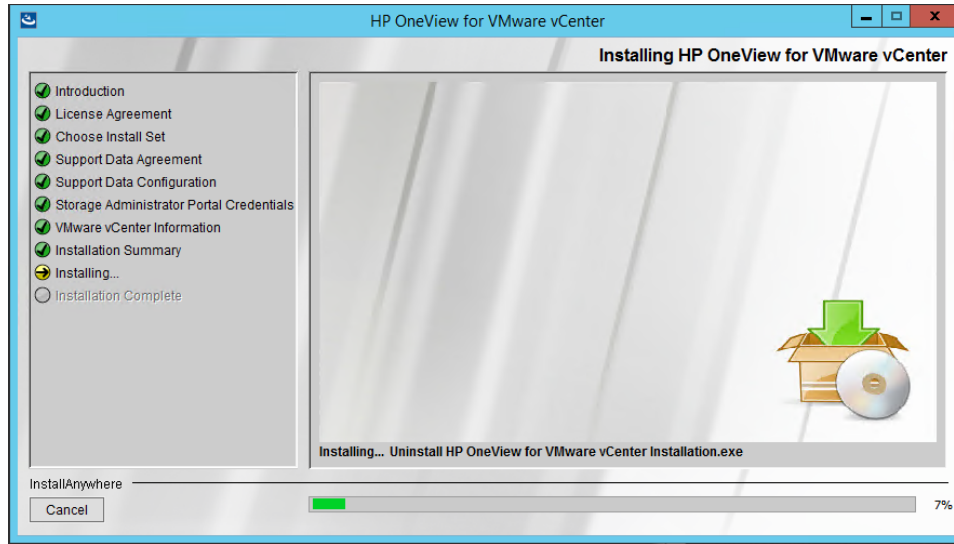 HP OneView for VMware vCenter
Installing HP OneView for VMware vCenter
Introduction
License Agreement
Choose Install Set
Support Data Agreement
Support Data Configuration
Storage Administrator Portal Credentials
VMware vCenter Information
Installation Summary
Installing...
Installation Complete
Installing... Uninstall HP OneView for VMware vCenter Installation.exe
InstallAnywhere
Cancel
7%